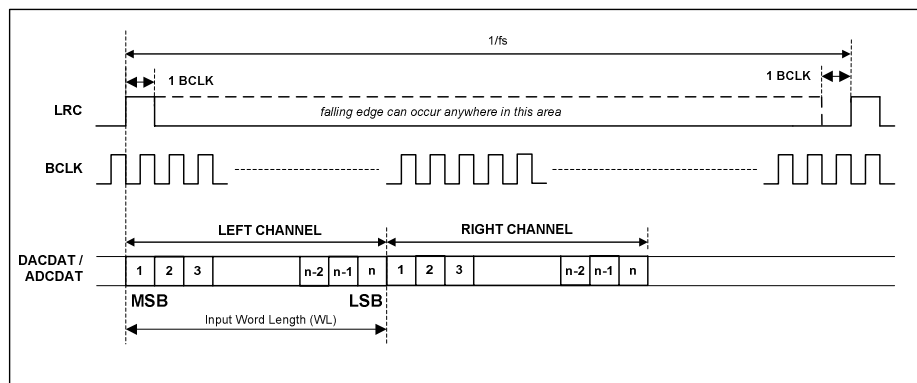 1/fs
1 BCLK
1 BCLK
LRC
falling edge can occur anywhere in this area
BCLK
LEFT CHANNEL
RIGHT CHANNEL
DACDAT /
ADCDAT
1 2 3 n-2 n-1 n 1 2 3 n-2 n-1 n
MSB
LSB
Input Word Length (WL)